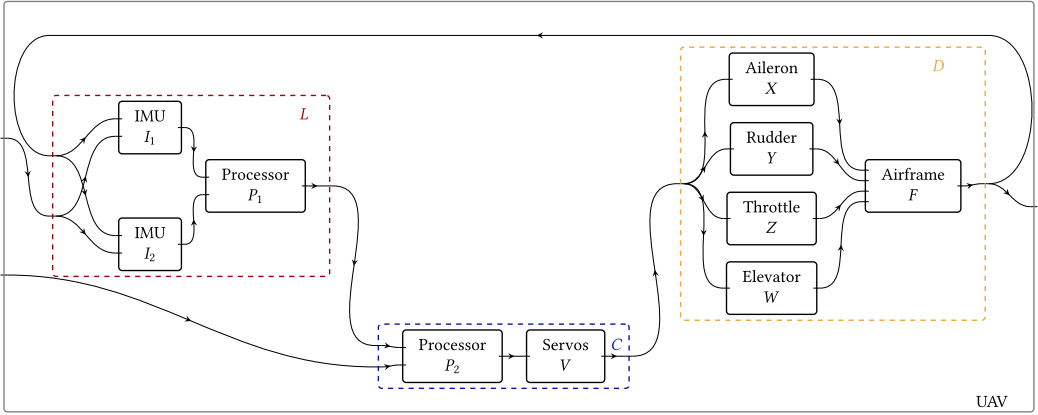 L
IMU
I₁
IMU
I₂
Processor
P₁
Processor
P₂
Servos
V
C
D
Aileron
X
Rudder
Y
Throttle
Z
Elevator
W
Airframe
F
UAV